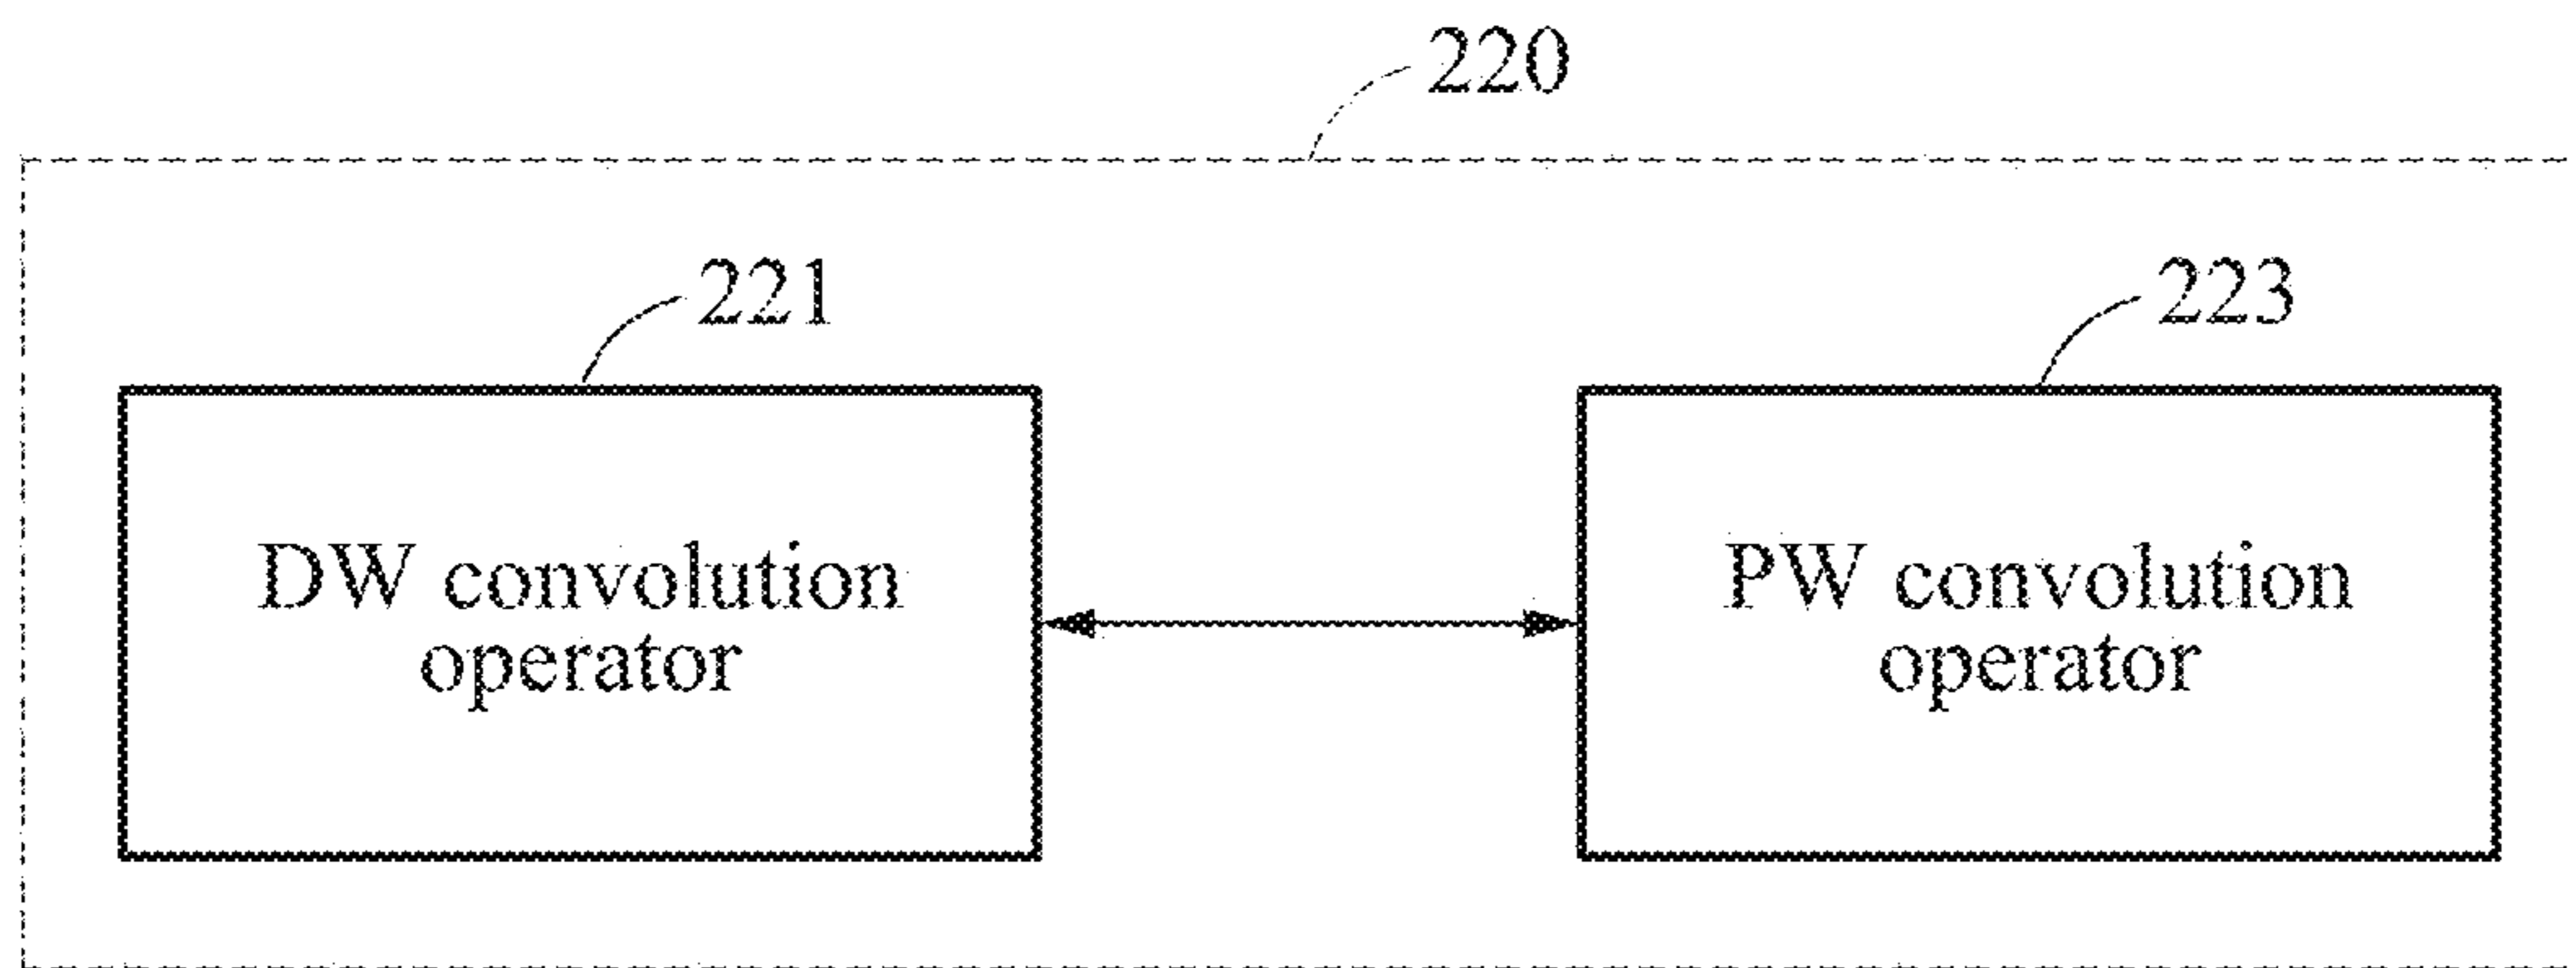 220
221
223
DW convolution
operator
PW convolution
operator